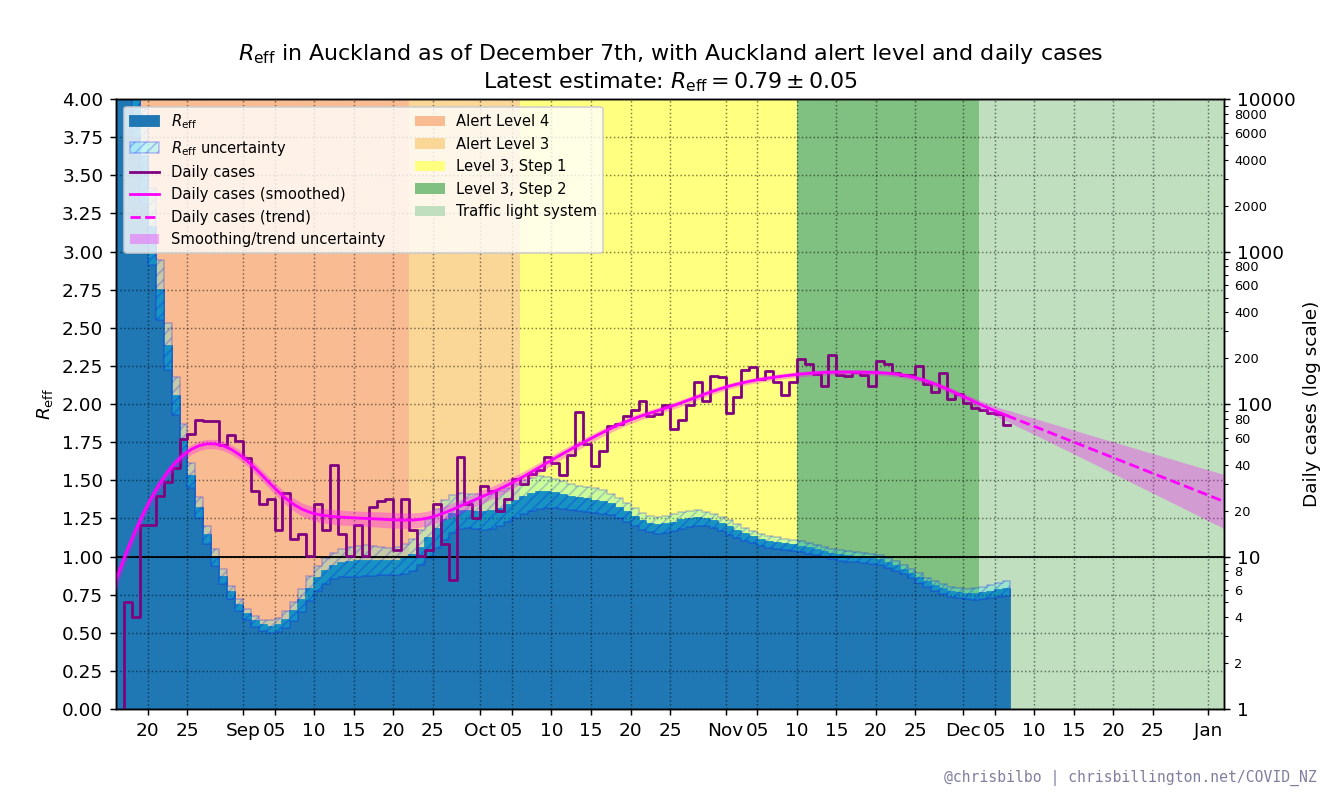 R_eff in Auckland as of December 7th, with Auckland alert level and daily cases
Latest estimate: R_eff = 0.79 ± 0.05
R_eff
R_eff uncertainty
Daily cases
Daily cases (smoothed)
Daily cases (trend)
Smoothing/trend uncertainty
Alert Level 4
Alert Level 3
Level 3, Step 1
Level 3, Step 2
Traffic light system
R_eff
4.00
3.75
3.50
3.25
3.00
2.75
2.50
2.25
2.00
1.75
1.50
1.25
1.00
0.75
0.50
0.25
0.00
10000
8000
6000
4000
2000
1000
800
600
400
200
100
80
60
40
20
10
8
6
4
2
1
Daily cases (log scale)
20 25 Sep 05 10 15 20 25 Oct 05 10 15 20 25 Nov 05 10 15 20 25 Dec 05 10 15 20 25 Jan
@chrisbilbo | chrisbillington.net/COVID_NZ